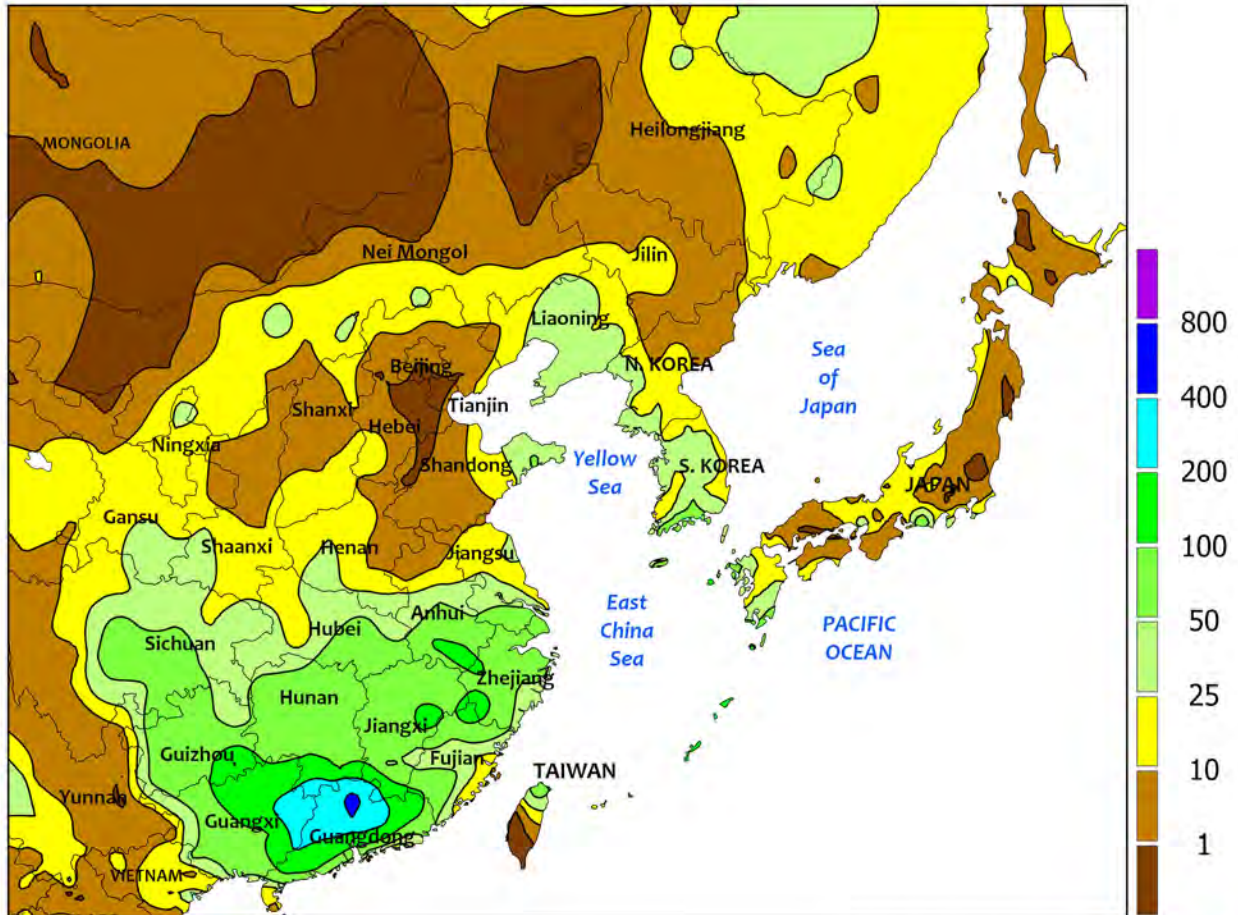 Heilongjiang
MONGOLIA
Nei Mongol
Jilin
Liaoning
Sea
of
Japan
Beijing
N. KOREA
Shanxi
Tianjin
Hebei
Ningxia
Shandong
Yellow
Sea
S. KOREA
JAPAN
Gansu
Shaanxi
Henan
Jiangsu
East
China
Sea
Anhui
Hubei
PACIFIC
OCEAN
Sichuan
Zhejiang
Hunan
Jiangxi
Guizhou
Fujian
TAIWAN
Yunnan
Guangxi
Guangdong
VIETNAM
800
400
200
100
50
25
10
1